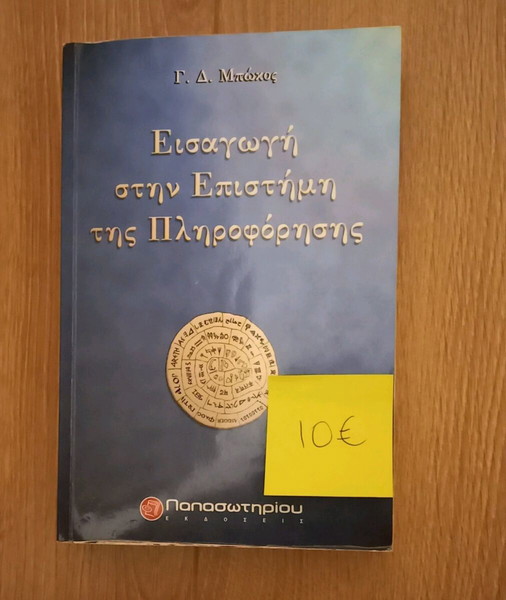 Γ. Δ. Μπώκος
Εισαγωγή
στην Επιστήμη
της Πληροφόρησης
10€
Παπασωτηρίου
ΕΚΔΟΣΕΙΣ